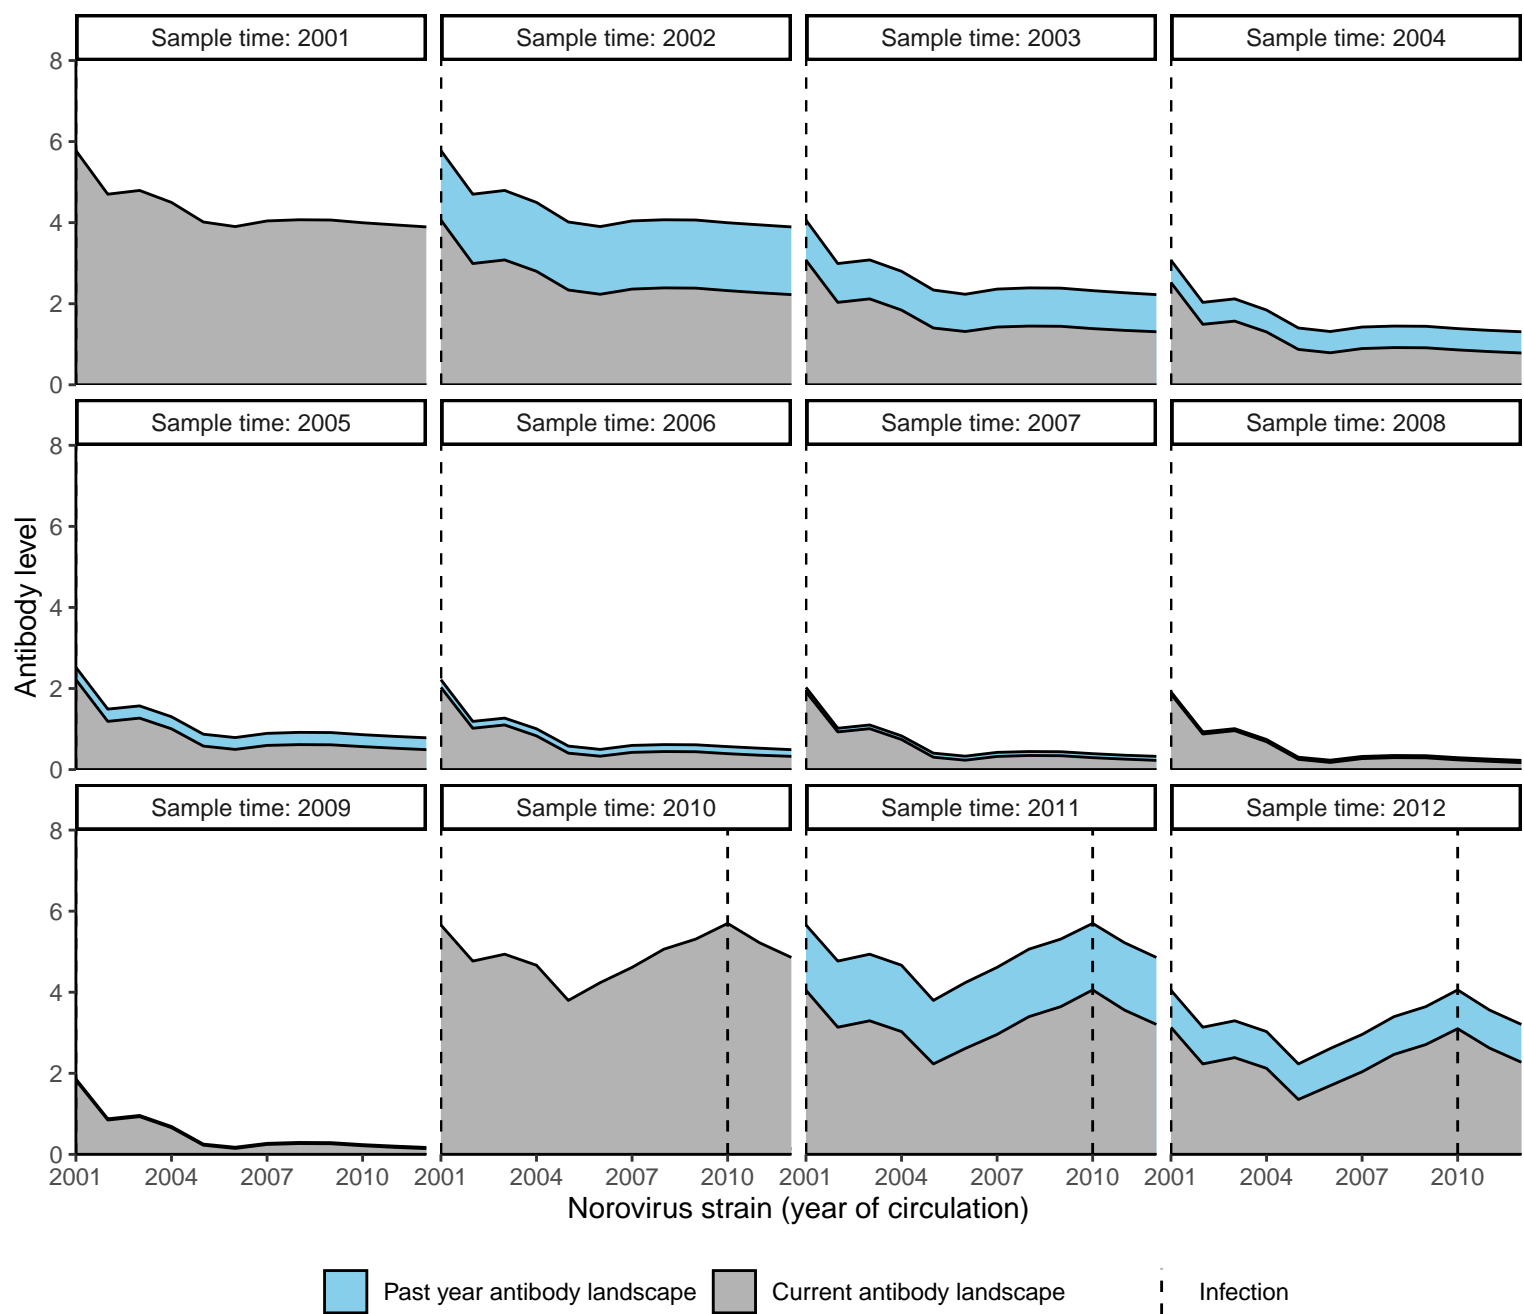 Sample time: 2001
Sample time: 2002
Sample time: 2003
Sample time: 2004
8
6
4
2
0
Sample time: 2005
Sample time: 2006
Sample time: 2007
Sample time: 2008
8
6
4
2
0
Antibody level
Sample time: 2009
Sample time: 2010
Sample time: 2011
Sample time: 2012
8
6
4
2
0
2001 2004 2007 2010
2001 2004 2007 2010
2001 2004 2007 2010
2001 2004 2007 2010
Norovirus strain (year of circulation)
Past year antibody landscape
Current antibody landscape
Infection